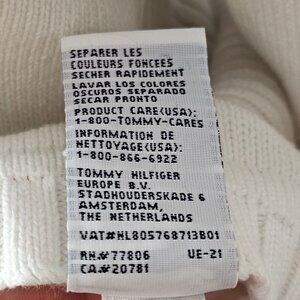 SEPARER LES
COULEURS FONCEES
SECHER RAPIDEMENT
LAVAR LOS COLORES
OSCUROS SEPARADO
SECAR PRONTO
PRODUCT CARE(USA):
1-800-TOMMY-CARES
INFORMATION DE
NETTOYAGE(USA):
1-800-866-6922
TOMMY HILFIGER
EUROPE B.V.
STADHOUDERSKADE 6
AMSTERDAM,
THE NETHERLANDS
VAT#HL805768713B01
RN#77806 UE-21
CA#20781